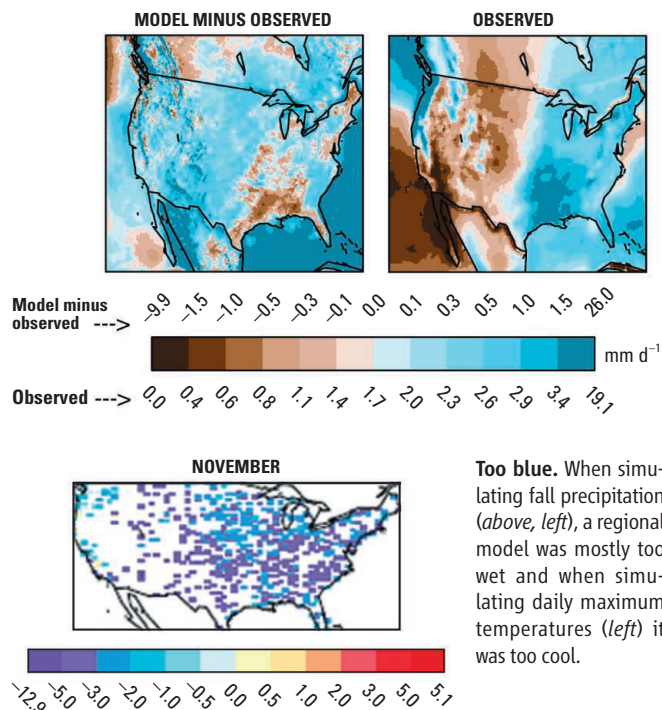 MODEL MINUS OBSERVED
OBSERVED
Model minus
observed --->
−9.9 −1.5 −1.0 −0.5 −0.3 −0.1 0.0 0.1 0.3 0.5 1.0 1.5 26.0
mm d−1
Observed --->
0.0 0.4 0.6 0.8 1.1 1.4 1.7 2.0 2.3 2.6 2.9 3.4 19.1
NOVEMBER
−12.9 −5.0 −3.0 −2.0 −1.0 −0.5 0.0 0.5 1.0 2.0 3.0 5.0 5.1
Too blue. When simu-
lating fall precipitation
(above, left), a regional
model was mostly too
wet and when simu-
lating daily maximum
temperatures (left) it
was too cool.